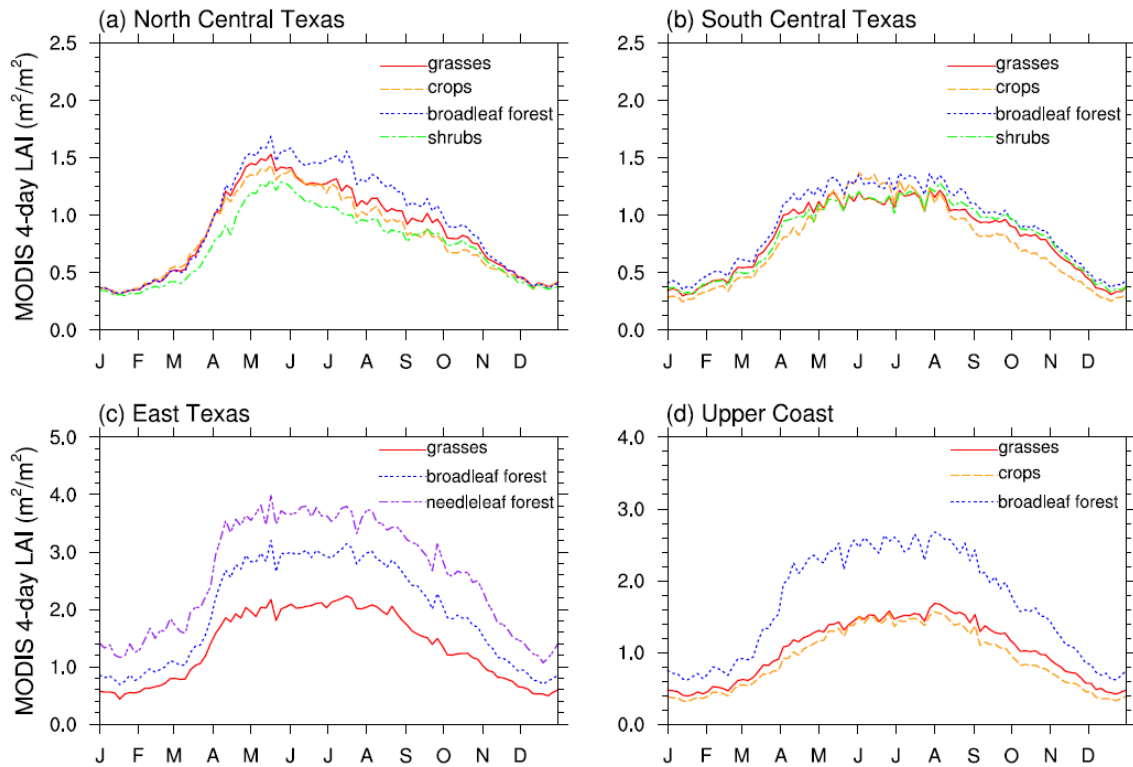 (a) North Central Texas
MODIS 4-day LAI (m²/m²)
2.5
2.0
1.5
1.0
0.5
0.0
grasses
crops
broadleaf forest
shrubs
J F M A M J J A S O N D
(b) South Central Texas
2.5
2.0
1.5
1.0
0.5
0.0
grasses
crops
broadleaf forest
shrubs
J F M A M J J A S O N D
(c) East Texas
MODIS 4-day LAI (m²/m²)
5.0
4.0
3.0
2.0
1.0
0.0
grasses
broadleaf forest
needleleaf forest
J F M A M J J A S O N D
(d) Upper Coast
4.0
3.0
2.0
1.0
0.0
grasses
crops
broadleaf forest
J F M A M J J A S O N D